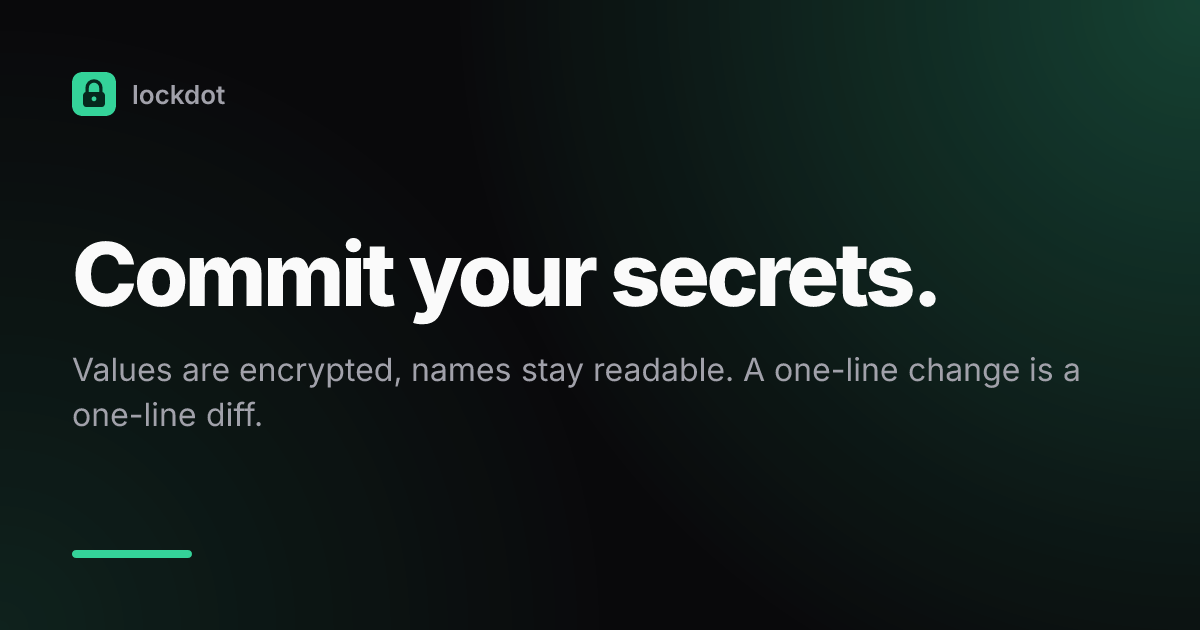 lockdot
Commit your secrets.
Values are encrypted, names stay readable. A one-line change is a
one-line diff.